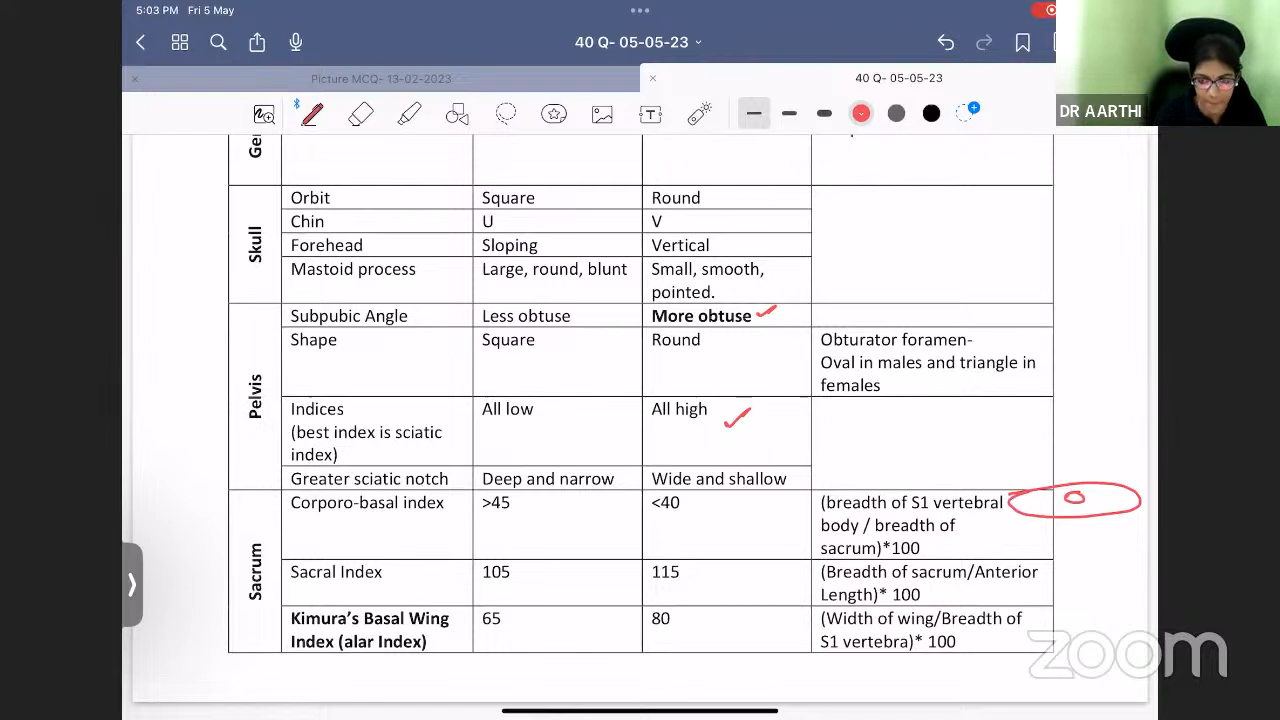 5:03 PM Fri 5 May
40 Q- 05-05-23
Picture MCQ- 13-02-2023
40 Q- 05-05-23
DR AARTHI
Skull
Orbit Square Round
Chin U V
Forehead Sloping Vertical
Mastoid process Large, round, blunt Small, smooth,
pointed.
Pelvis
Subpubic Angle Less obtuse More obtuse
Shape Square Round Obturator foramen-
Oval in males and triangle in
females
Indices All low All high
(best index is sciatic
index)
Greater sciatic notch Deep and narrow Wide and shallow
Sacrum
Corporo-basal index >45 <40 (breadth of S1 vertebral
body / breadth of
sacrum)*100
Sacral Index 105 115 (Breadth of sacrum/Anterior
Length)* 100
Kimura's Basal Wing 65 80 (Width of wing/Breadth of
Index (alar Index) S1 vertebra)* 100
zoom